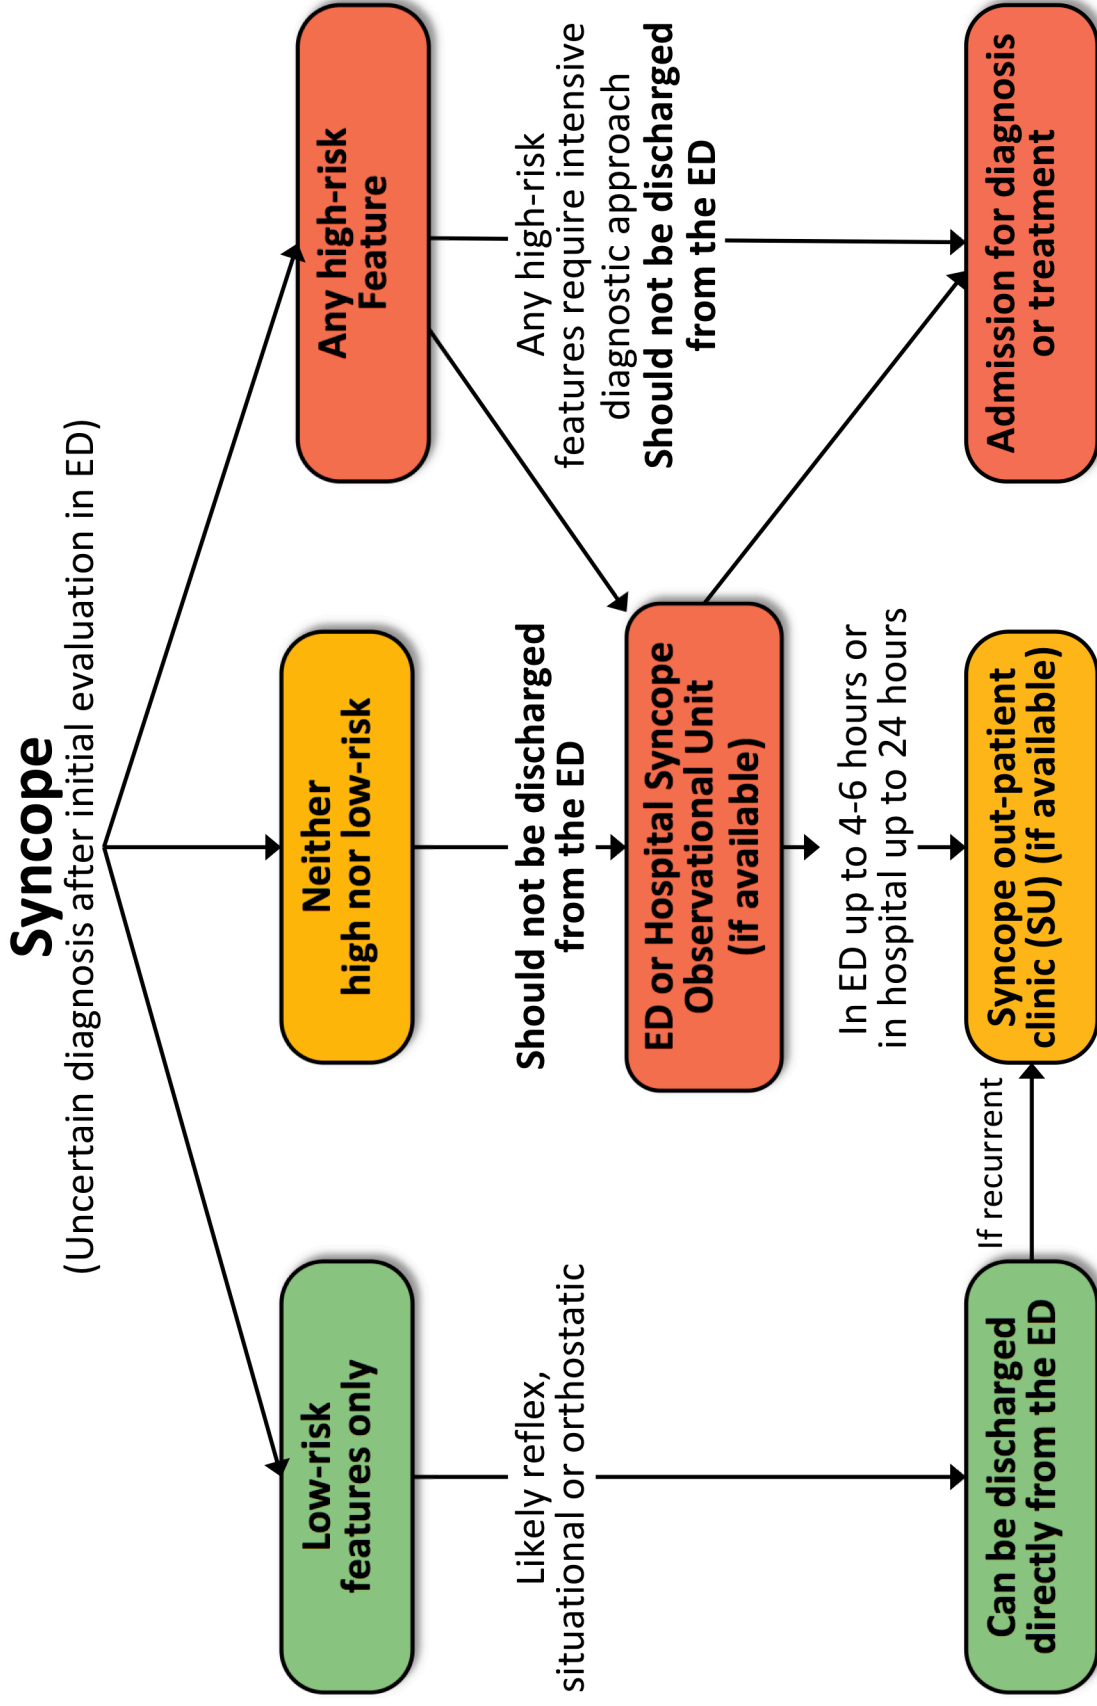 Syncope
(Uncertain diagnosis after initial evaluation in ED)
Low-risk
features only
Neither
high nor low-risk
Any high-risk
Feature
Likely reflex,
situational or orthostatic
Should not be discharged
from the ED
Any high-risk
features require intensive
diagnostic approach
Should not be discharged
from the ED
ED or Hospital Syncope
Observational Unit
(if available)
In ED up to 4-6 hours or
in hospital up to 24 hours
Can be discharged
directly from the ED
If recurrent
Syncope out-patient
clinic (SU) (if available)
Admission for diagnosis
or treatment